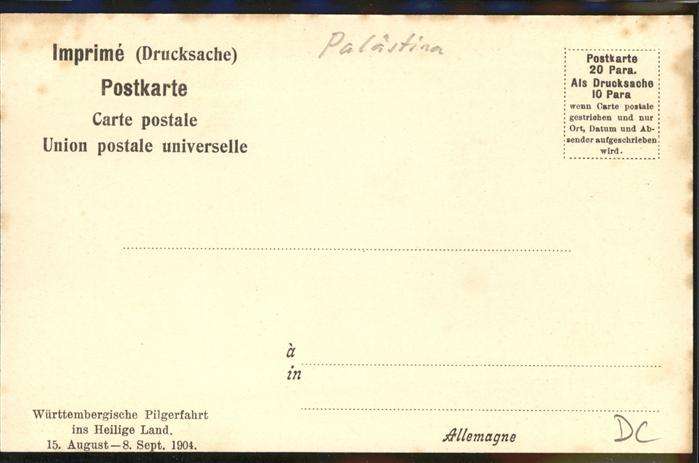 Imprimé (Drucksache)
Postkarte
Carte postale
Union postale universelle
Palästina
Postkarte
20 Para.
Als Drucksache
10 Para
wenn Carte postale
gestrichen und nur
Ort, Datum und Ab-
sender aufgeschrieben
wird.
à
in
Württembergische Pilgerfahrt
ins Heilige Land.
15. August—8. Sept. 1904.
Allemagne
DC